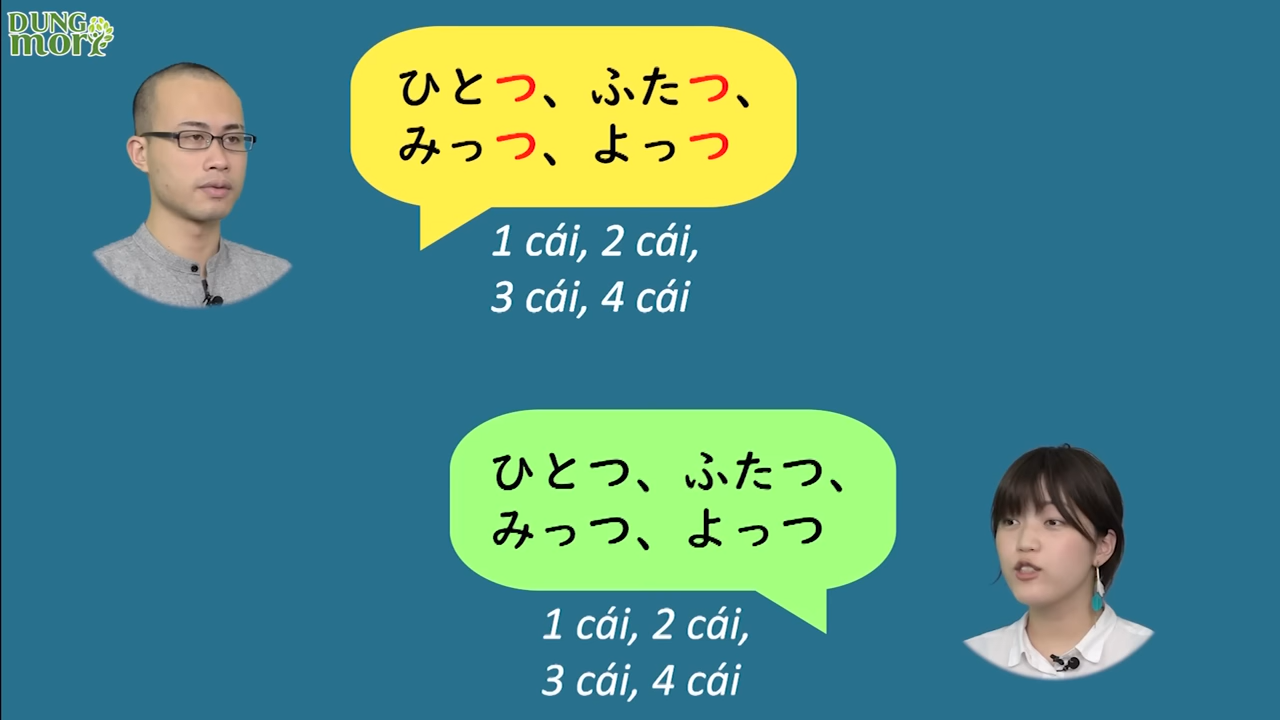 DUNG
mori
ひとつ、ふたつ、
みっつ、よっつ
1 cái, 2 cái,
3 cái, 4 cái
ひとつ、ふたつ、
みっつ、よっつ
1 cái, 2 cái,
3 cái, 4 cái